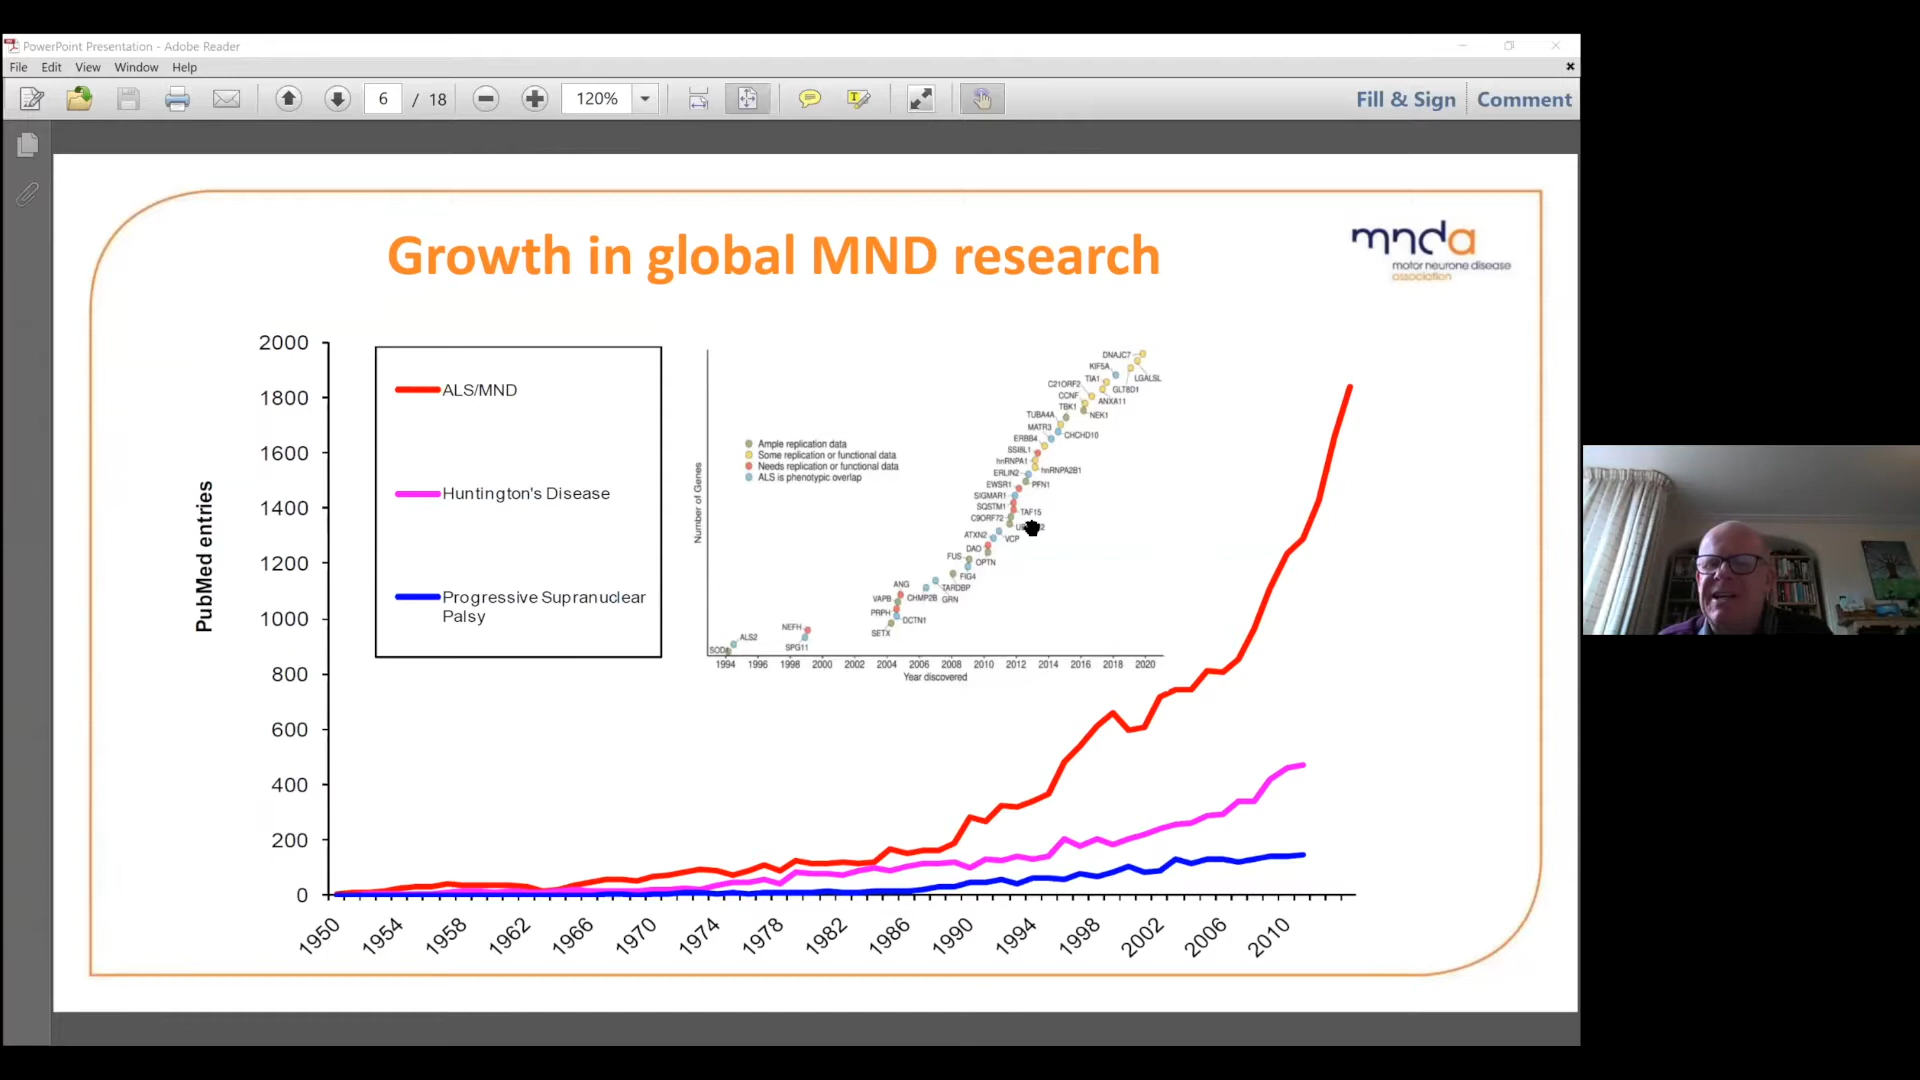 PowerPoint Presentation - Adobe Reader
File Edit View Window Help
6 / 18 120% Fill & Sign Comment
Growth in global MND research
mnda
motor neurone disease
association
PubMed entries
2000
1800
1600
1400
1200
1000
800
600
400
200
0
1950 1954 1958 1962 1966 1970 1974 1978 1982 1986 1990 1994 1998 2002 2006 2010
ALS/MND
Huntington's Disease
Progressive Supranuclear
Palsy
Number of Genes
Ample replication data
Some replication or functional data
Needs replication or functional data
ALS is phenotypic overlap
DNAJC7
KIF5A
LGALSL
TIA1
C21ORF2
GLT8D1
CCNF
ANXA11
TBK1
TUBA4A
NEK1
MATR3
CHCHD10
ERBB4
SS18L1
hnRNPA1
hnRNPA2B1
ERLIN2
EWSR1
PFN1
SIGMAR1
SQSTM1
TAF15
C9ORF72
ATXN2
VCP
DAO
FUS
OPTN
FIG4
ANG
TARDBP
VAPB
CHMP2B
GRN
PRPH
DCTN1
NEFH
SETX
ALS2
SPG11
1994 1996 1998 2000 2002 2004 2006 2008 2010 2012 2014 2016 2018 2020
Year discovered